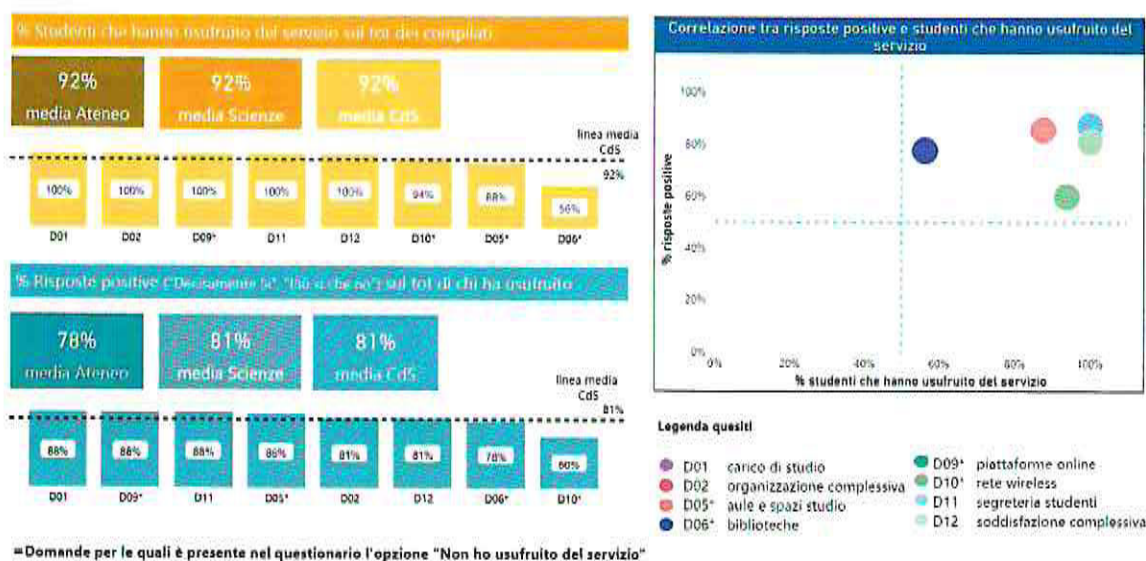 % Studenti che hanno usufruito del servizio sul tot dei compilati
92%
media Ateneo
92%
media Scienze
92%
media CdS
linea media
CdS
92%
100% 100% 100% 100% 100% 94% 88% 56%
D01 D02 D09* D11 D12 D10* D05* D06*
% Risposte positive ("Decisamente Sì", "Più sì che no") sul tot di chi ha usufruito
78%
media Ateneo
81%
media Scienze
81%
media CdS
linea media
CdS
81%
88% 88% 88% 86% 81% 81% 78% 60%
D01 D09* D11 D05* D02 D12 D06* D10*
=Domande per le quali è presente nel questionario l'opzione "Non ho usufruito del servizio"
Correlazione tra risposte positive e studenti che hanno usufruito del
servizio
% risposte positive
100%
80%
60%
40%
20%
0%
0% 20% 40% 60% 80% 100%
% studenti che hanno usufruito del servizio
Legenda quesiti
D01 carico di studio
D02 organizzazione complessiva
D05* aule e spazi studio
D06* biblioteche
D09* piattaforme online
D10* rete wireless
D11 segreteria studenti
D12 soddisfazione complessiva